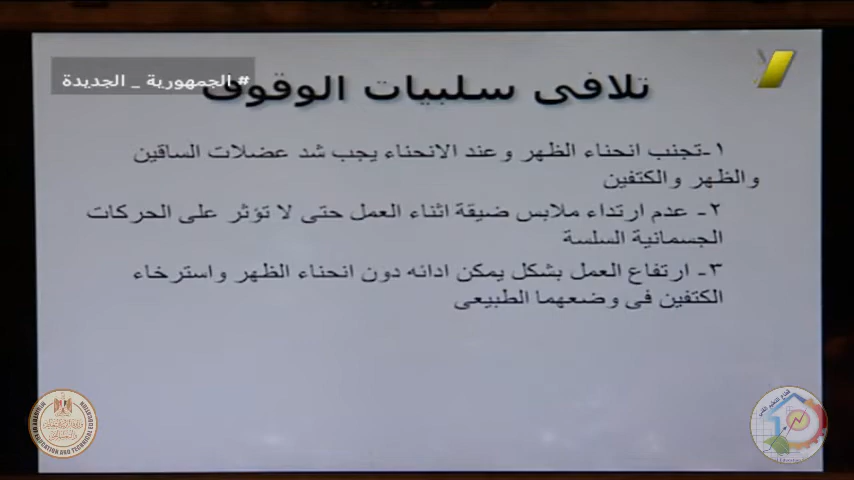 # الجمهورية _ الجديدة
تلافى سلبيات الوقوف
١-تجنب انحناء الظهر وعند الانحناء يجب شد عضلات الساقين
والظهر والكتفين
٢- عدم ارتداء ملابس ضيقة اثناء العمل حتى لا تؤثر على الحركات
الجسمانية السلسة
٣- ارتفاع العمل بشكل يمكن ادائه دون انحناء الظهر واسترخاء
الكتفين فى وضعهما الطبيعى